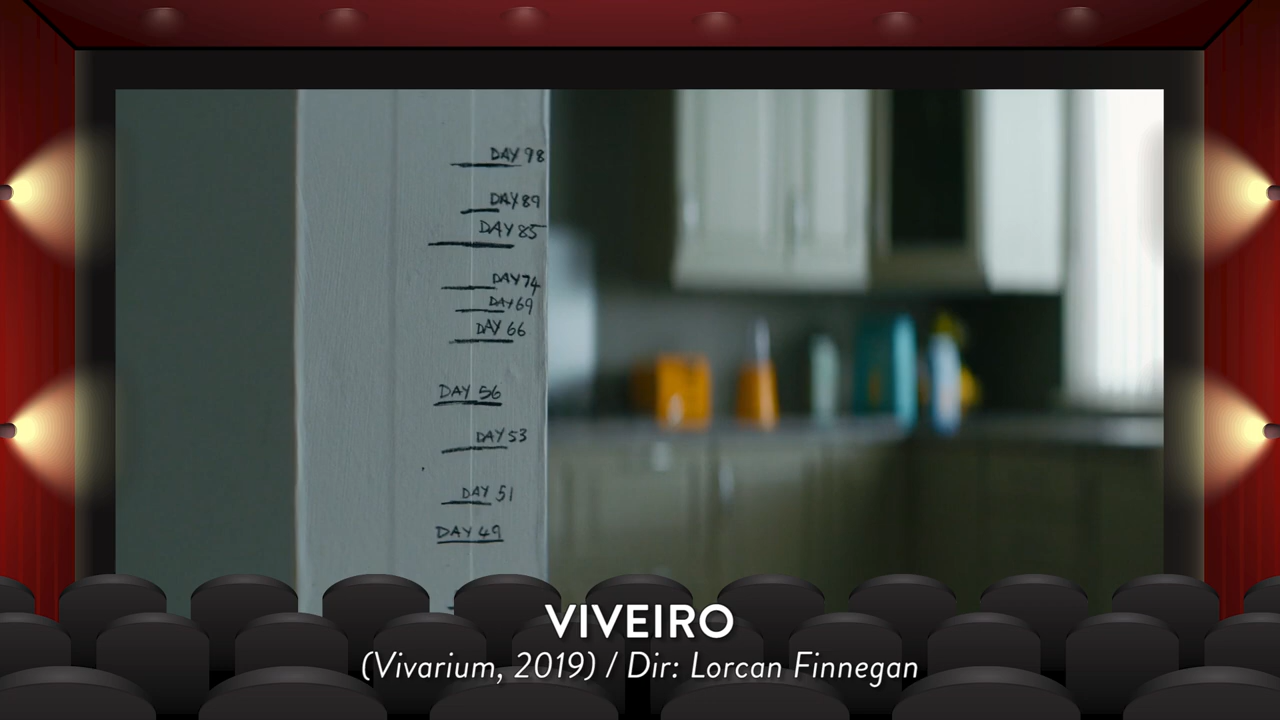 DAY 98
DAY 89
DAY 85
DAY 74
DAY 69
DAY 66
DAY 56
DAY 53
DAY 51
DAY 49
VIVEIRO
(Vivarium, 2019) / Dir: Lorcan Finnegan